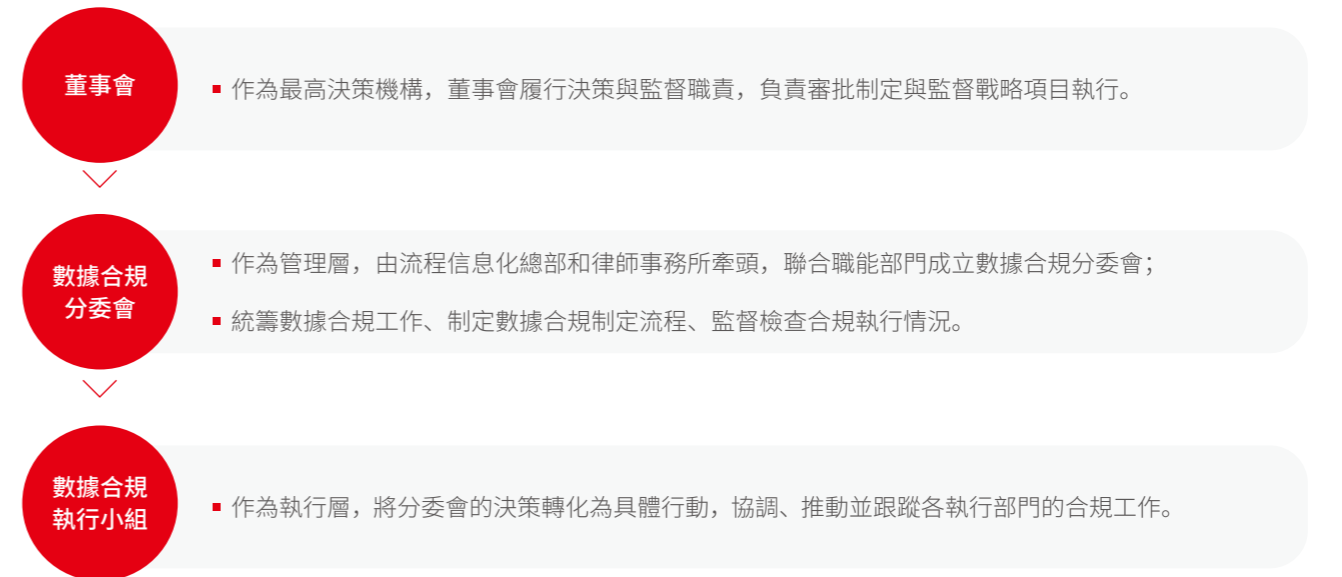 董事會
▪ 作為最高決策機構，董事會履行決策與監督職責，負責審批制定與監督戰略項目執行。
數據合規
分委會
▪ 作為管理層，由流程信息化總部和律師事務所牽頭，聯合職能部門成立數據合規分委會；
▪ 統籌數據合規工作、制定數據合規制定流程、監督檢查合規執行情況。
數據合規
執行小組
▪ 作為執行層，將分委會的決策轉化為具體行動，協調、推動並跟蹤各執行部門的合規工作。